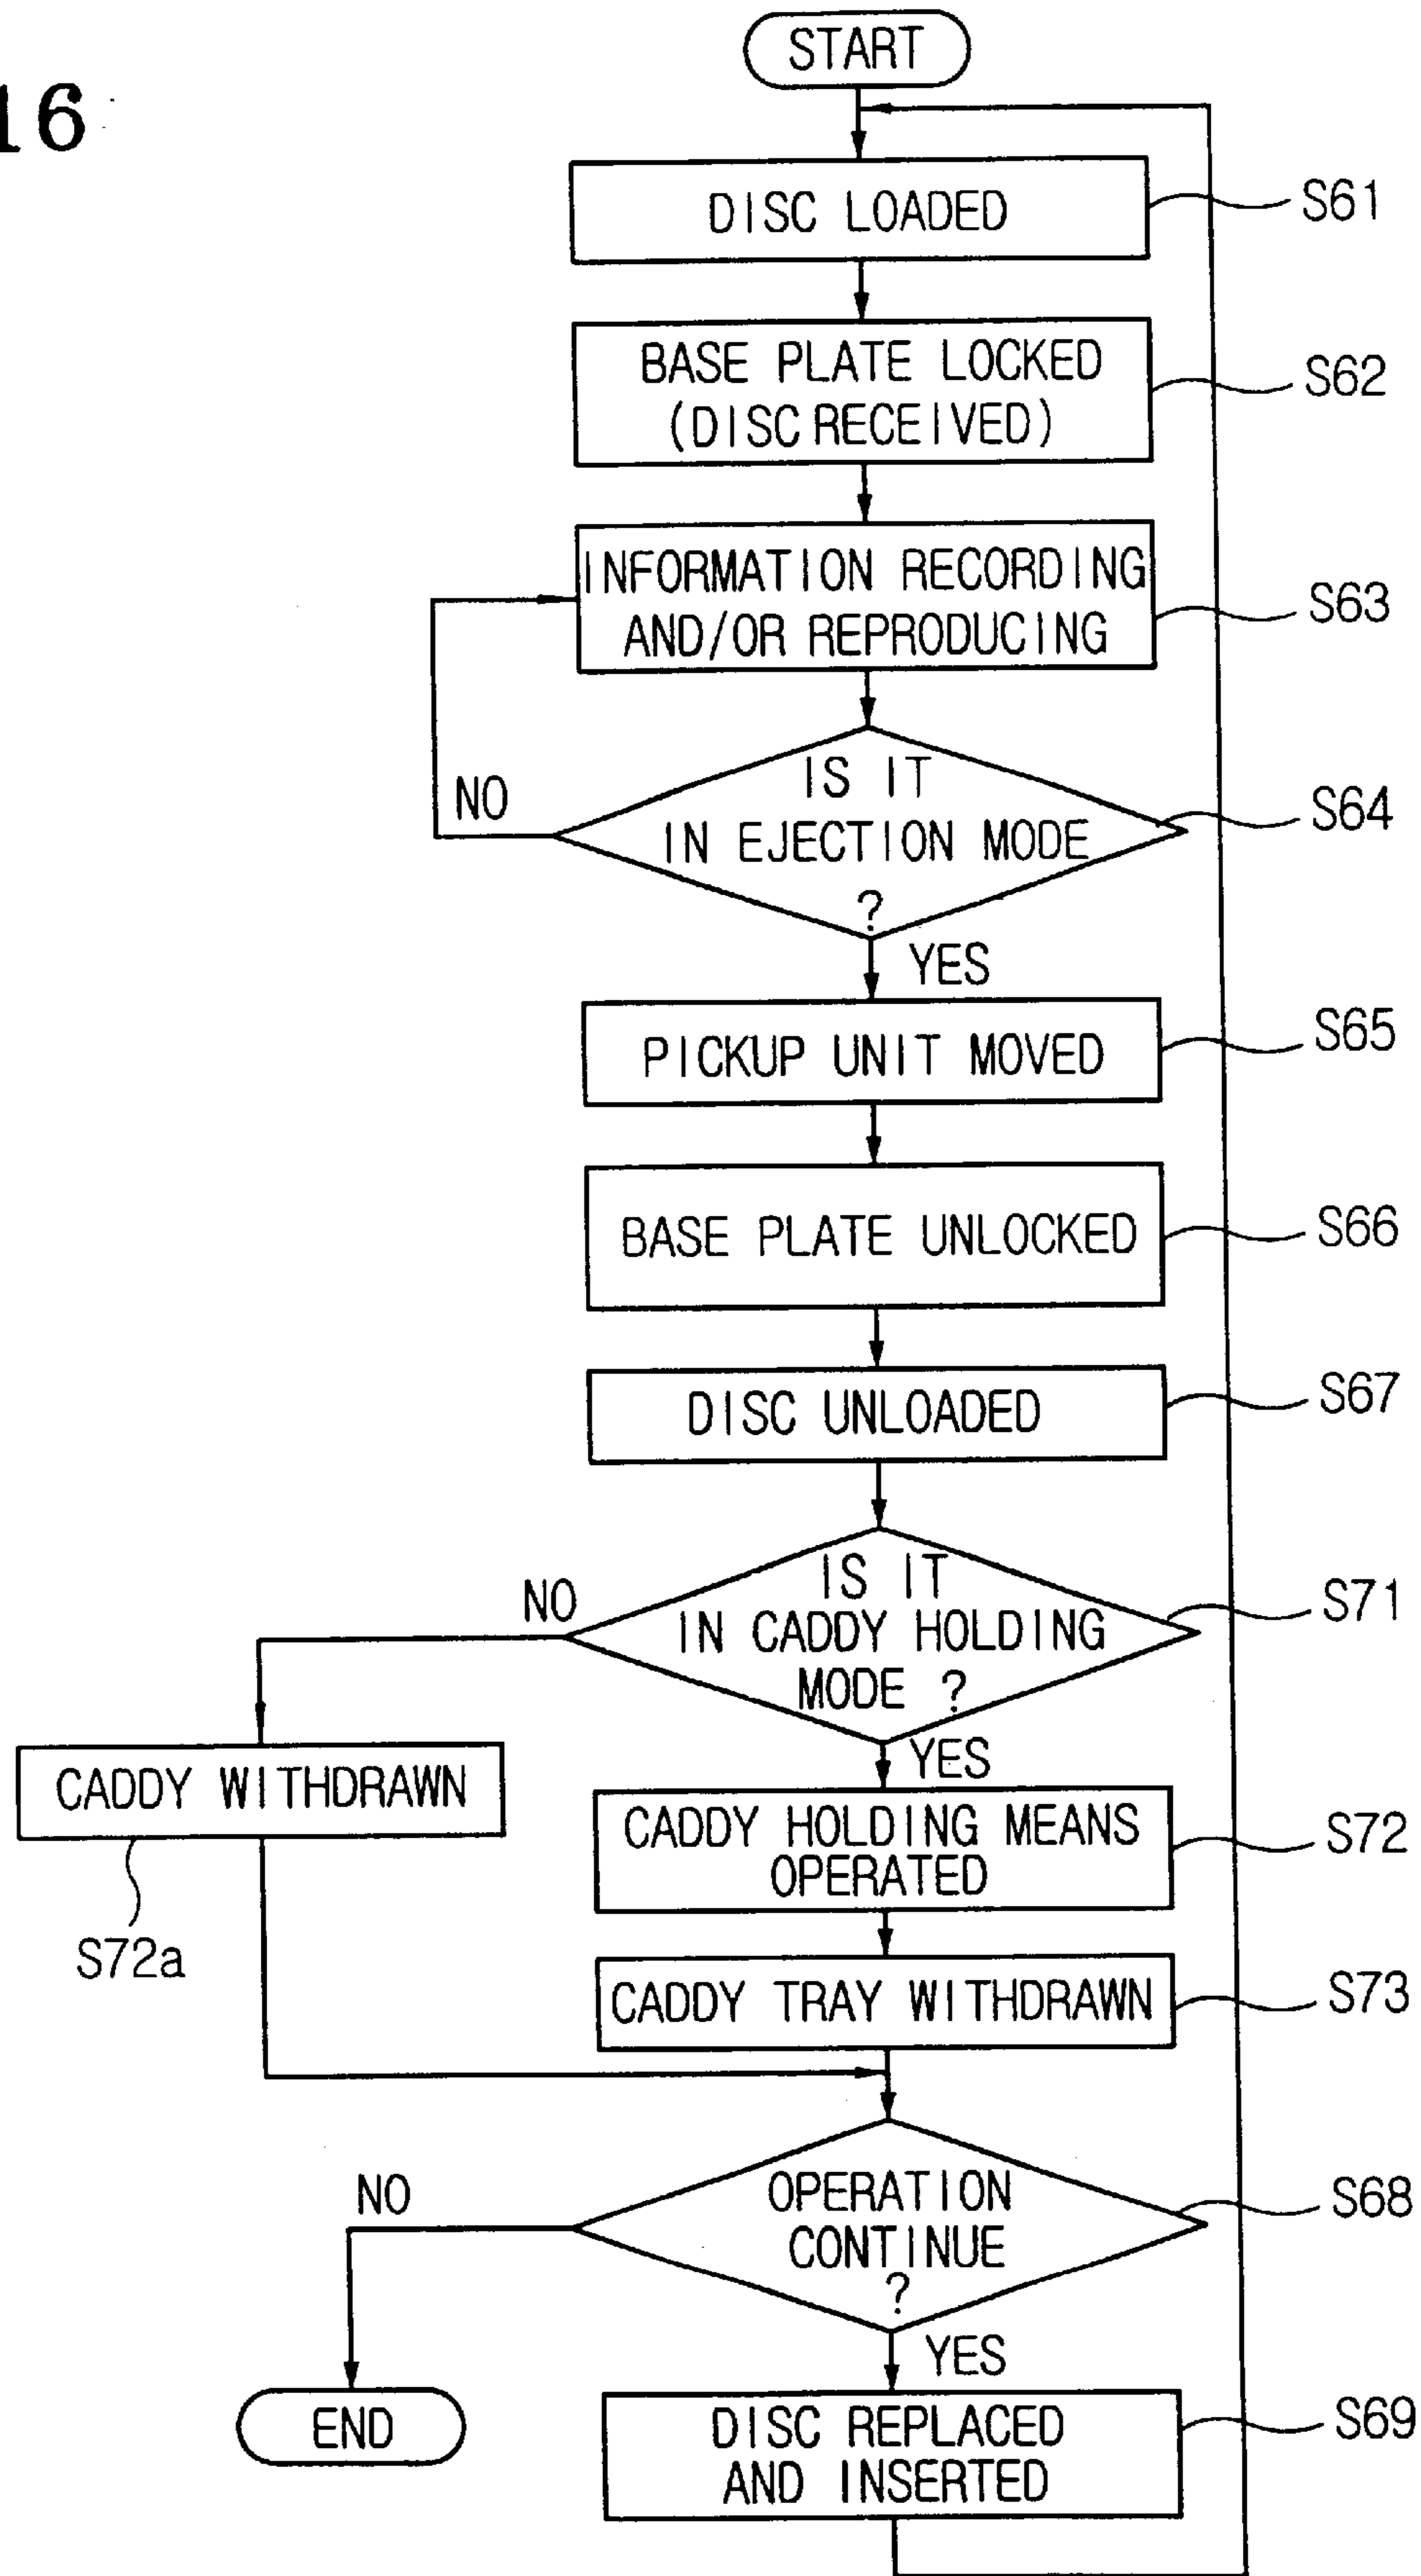 16
START
DISC LOADED
S61
BASE PLATE LOCKED
(DISC RECEIVED)
S62
INFORMATION RECORDING
AND/OR REPRODUCING
S63
IS IT
IN EJECTION MODE
?
S64
NO
YES
PICKUP UNIT MOVED
S65
BASE PLATE UNLOCKED
S66
DISC UNLOADED
S67
IS IT
IN CADDY HOLDING
MODE ?
S71
NO
YES
CADDY WITHDRAWN
S72a
CADDY HOLDING MEANS
OPERATED
S72
CADDY TRAY WITHDRAWN
S73
OPERATION
CONTINUE
?
S68
NO
YES
END
DISC REPLACED
AND INSERTED
S69